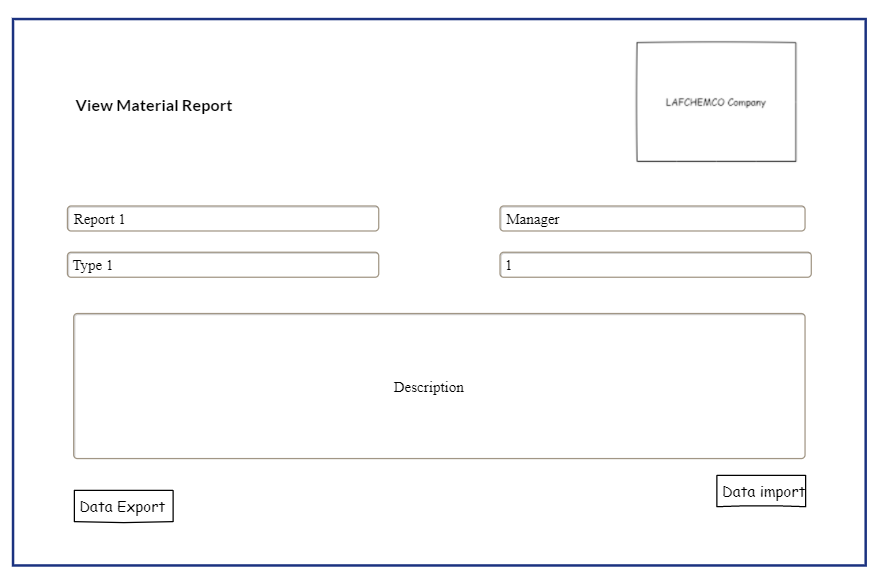 LAFCHEMCO Company
View Material Report
Report 1
Manager
Type 1
1
Description
Data import
Data Export